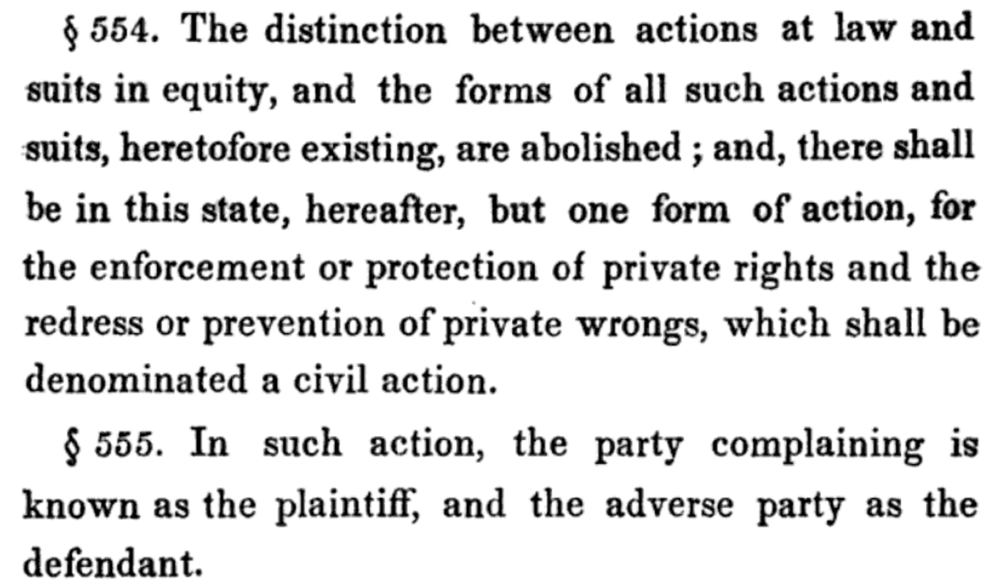 § 554. The distinction between actions at law and
suits in equity, and the forms of all such actions and
suits, heretofore existing, are abolished ; and, there shall
be in this state, hereafter, but one form of action, for
the enforcement or protection of private rights and the
redress or prevention of private wrongs, which shall be
denominated a civil action.
§ 555. In such action, the party complaining is
known as the plaintiff, and the adverse party as the
defendant.